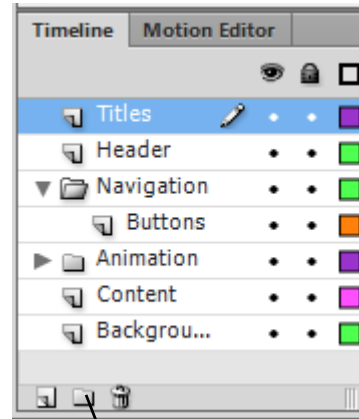 Timeline Motion Editor
Titles
Header
Navigation
Buttons
Animation
Content
Backgrou...